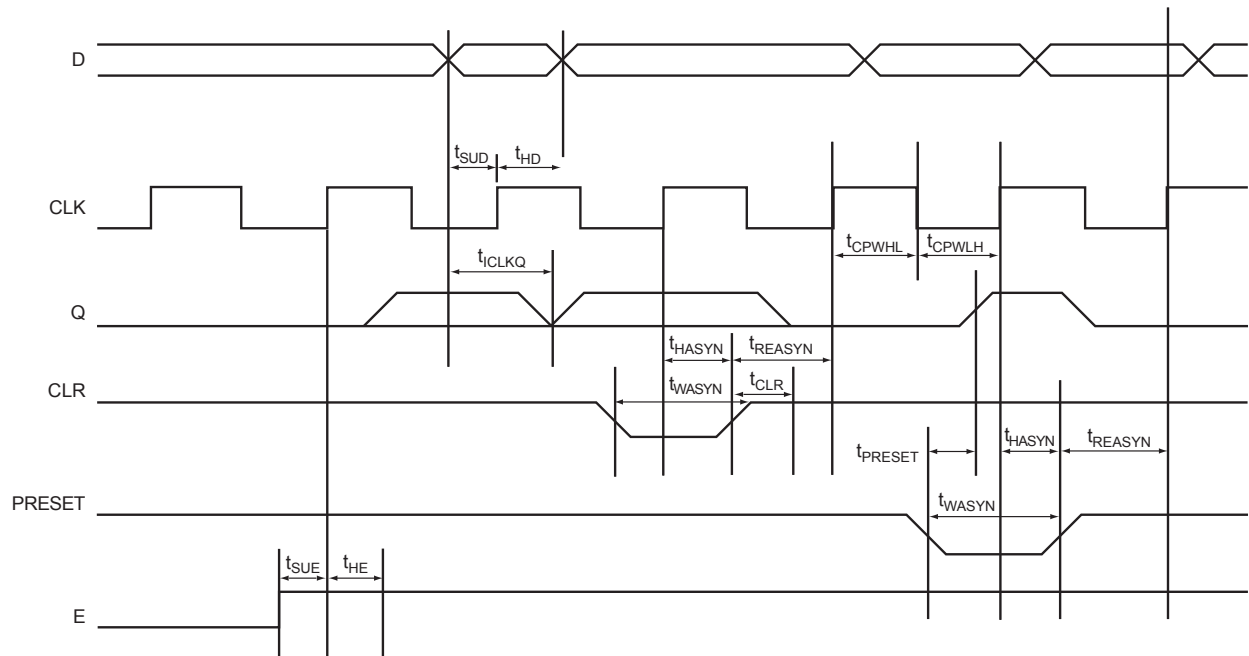 D
tSUD tHD
CLK
tCPWHL tCPWLH
tICLKQ
Q
tHASYN tREASYN
tWASYN tCLR
CLR
tPRESET tHASYN tREASYN
PRESET
tWASYN
tSUE tHE
E